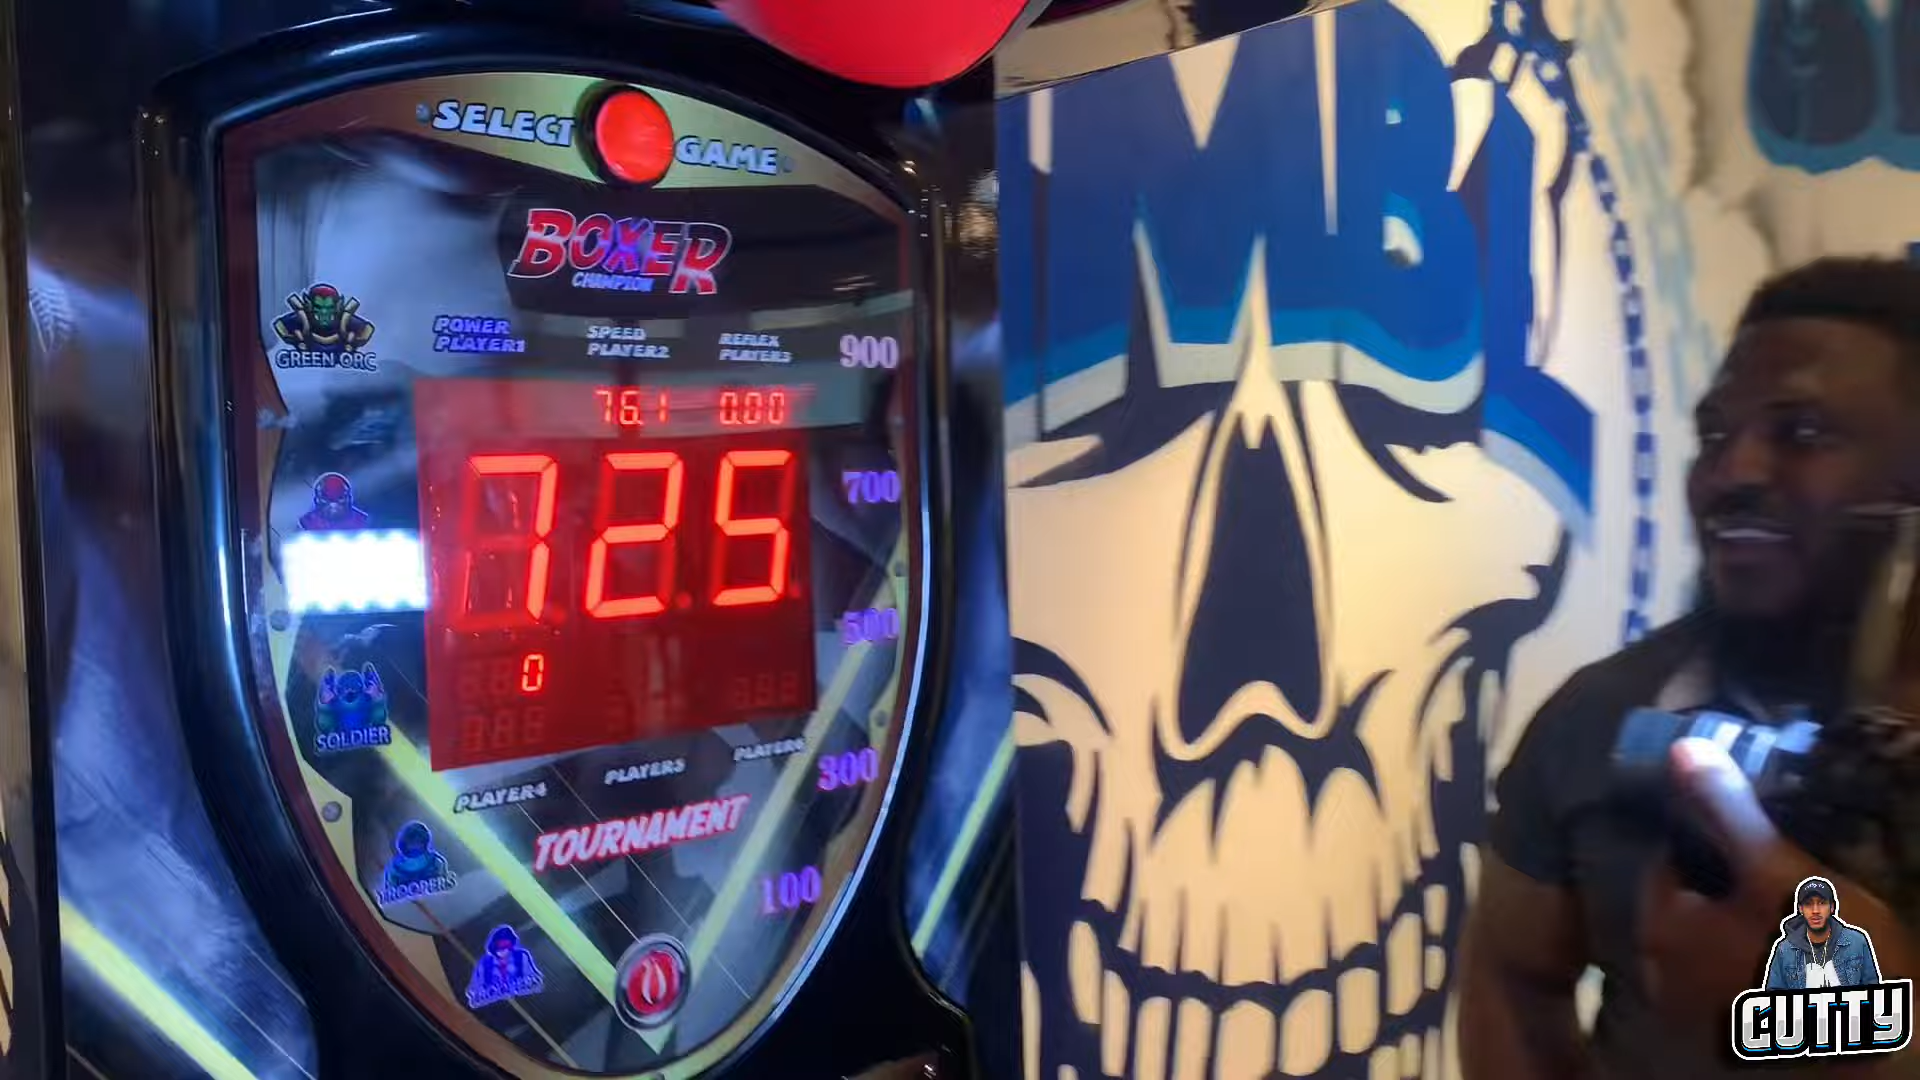 SELECT GAME
BOXER
CHAMPION
GREEN ORC
POWER
PLAYER1
SPEED
PLAYER2
REFLEX
PLAYER3
900
76.1
0.00
700
725
500
0
SOLDIER
PLAYER4
PLAYER5
PLAYER6
300
TOURNAMENT
TROOPERS
100
MB
CUTTY